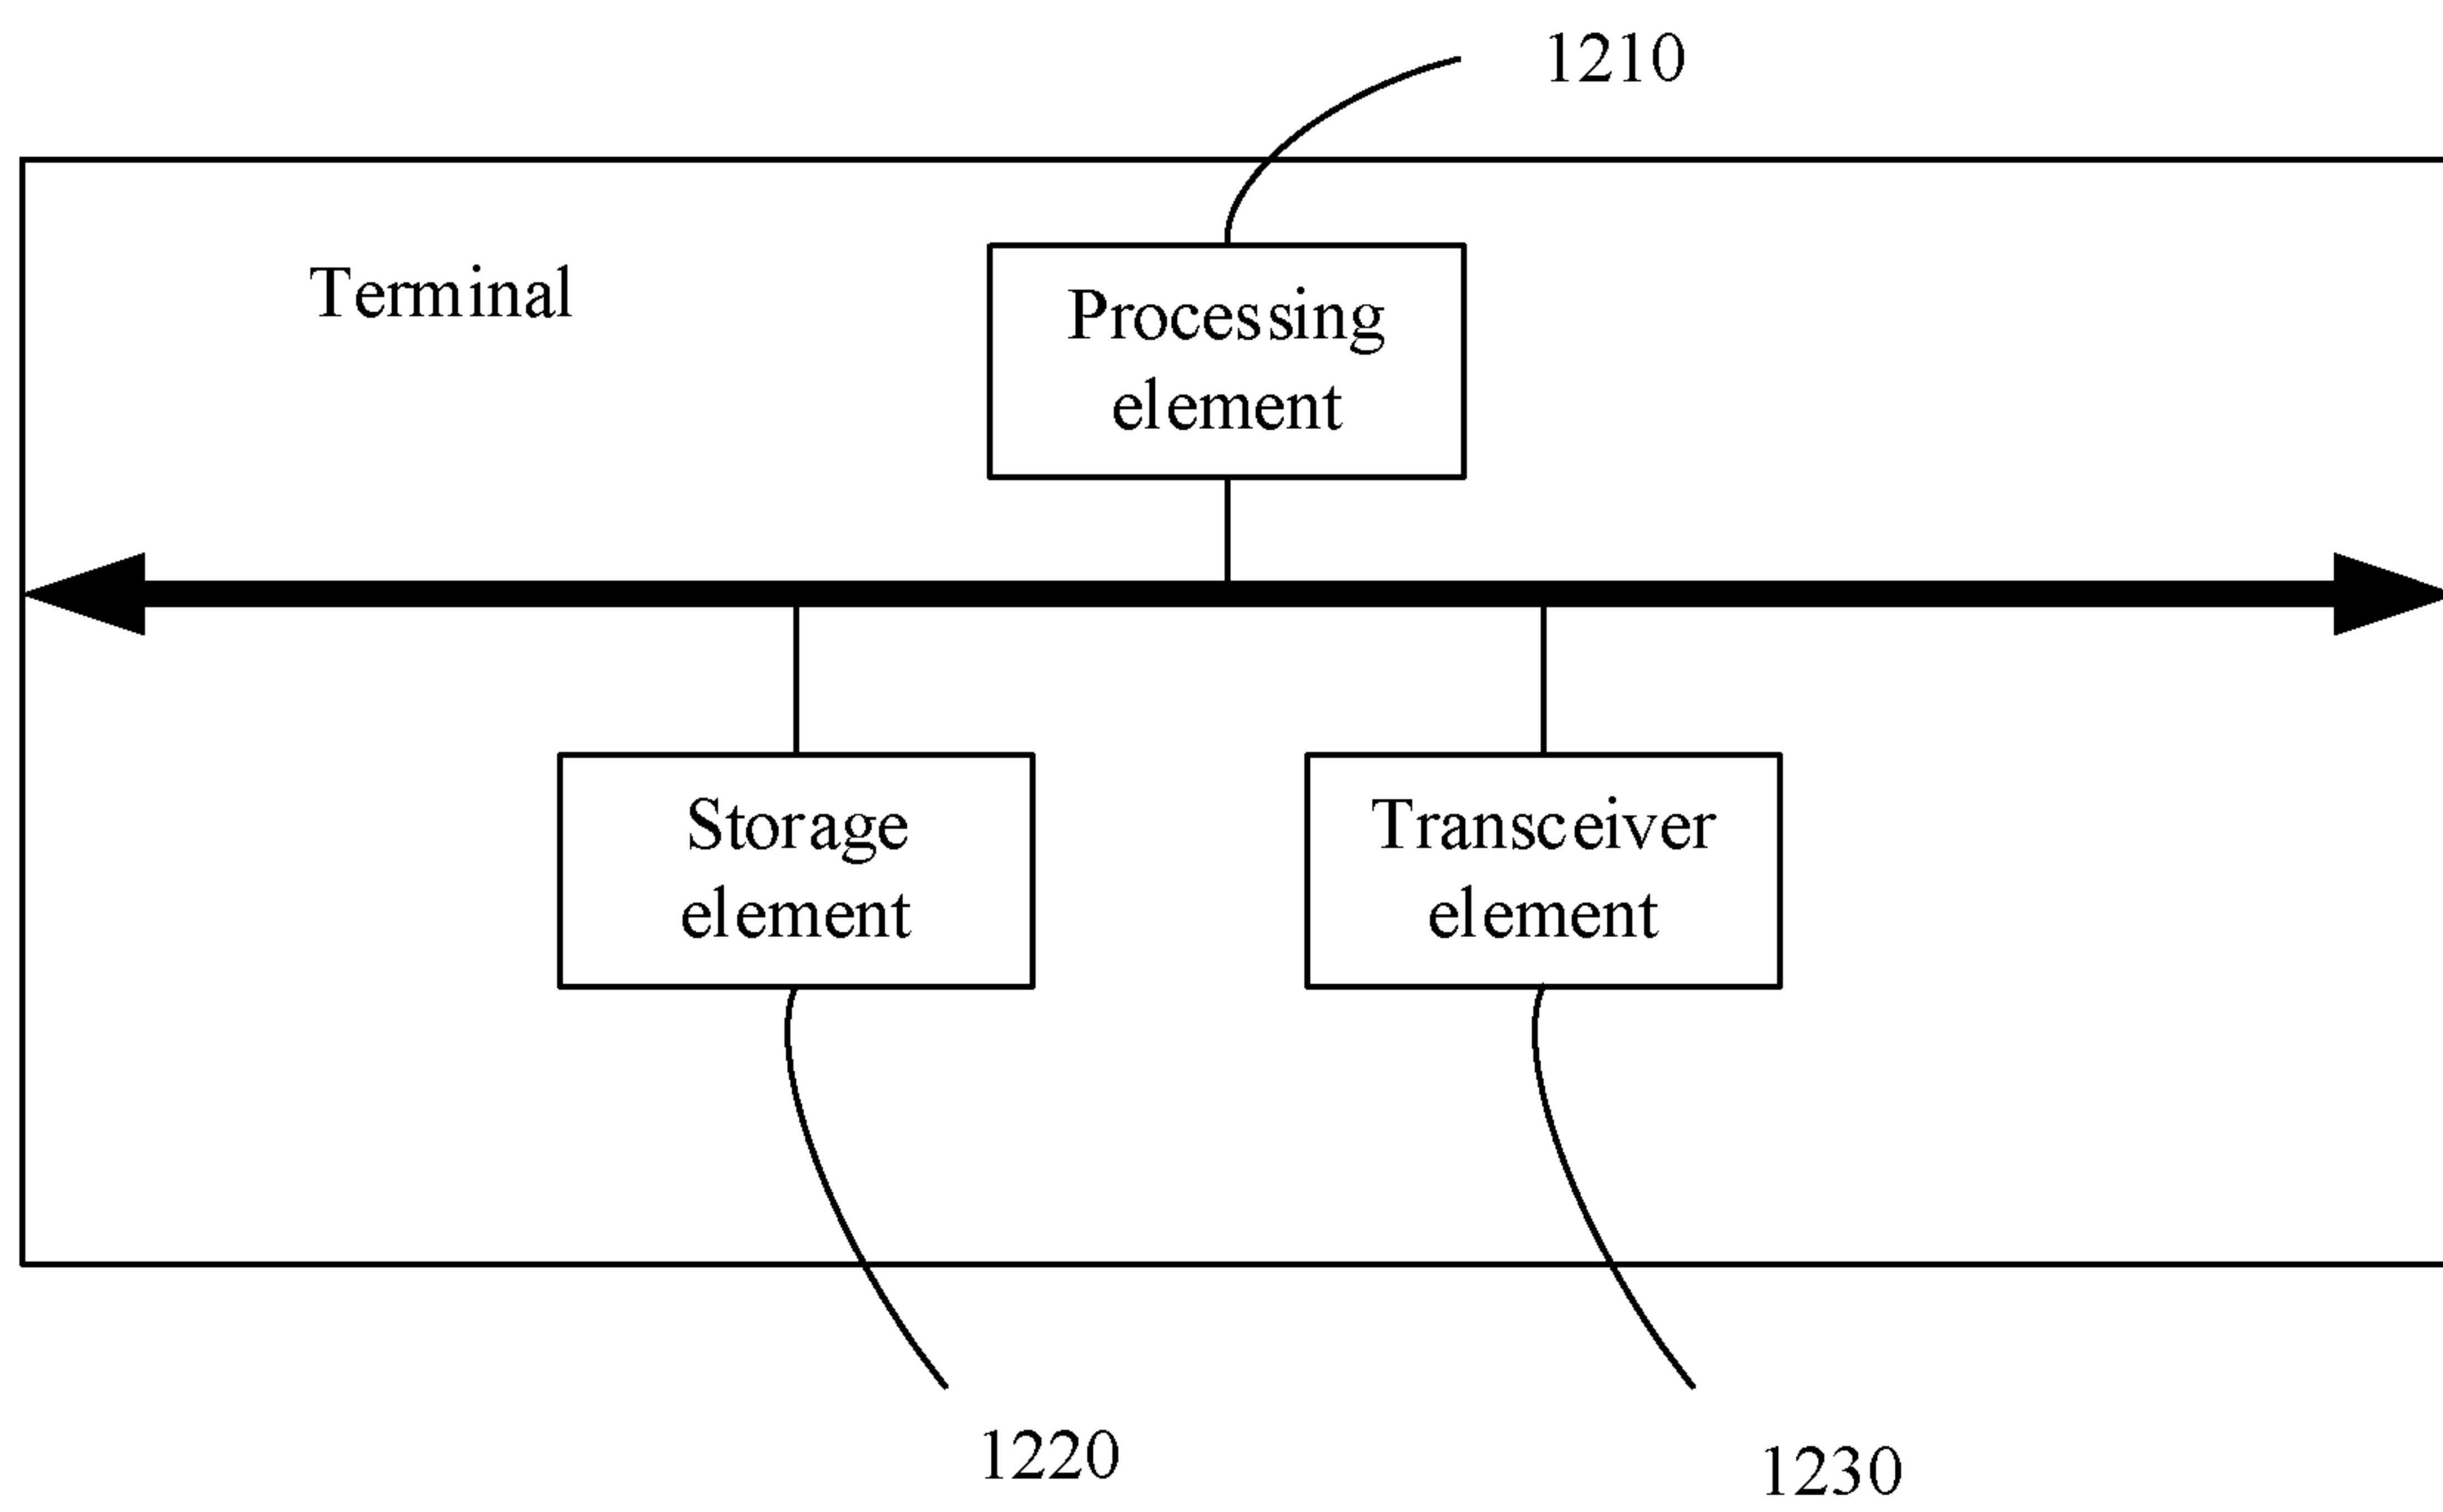 1210
Terminal
Processing
element
Storage
element
Transceiver
element
1220
1230